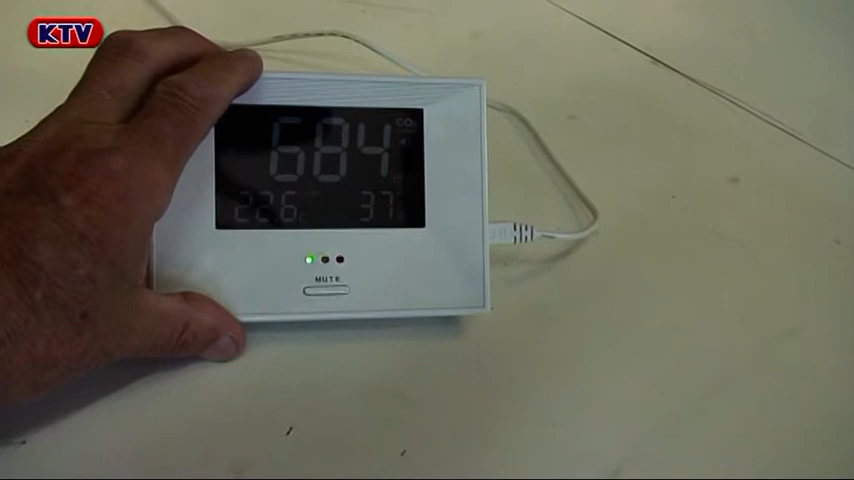 KTV
684
CO₂
22.6 °C
37
MUTE